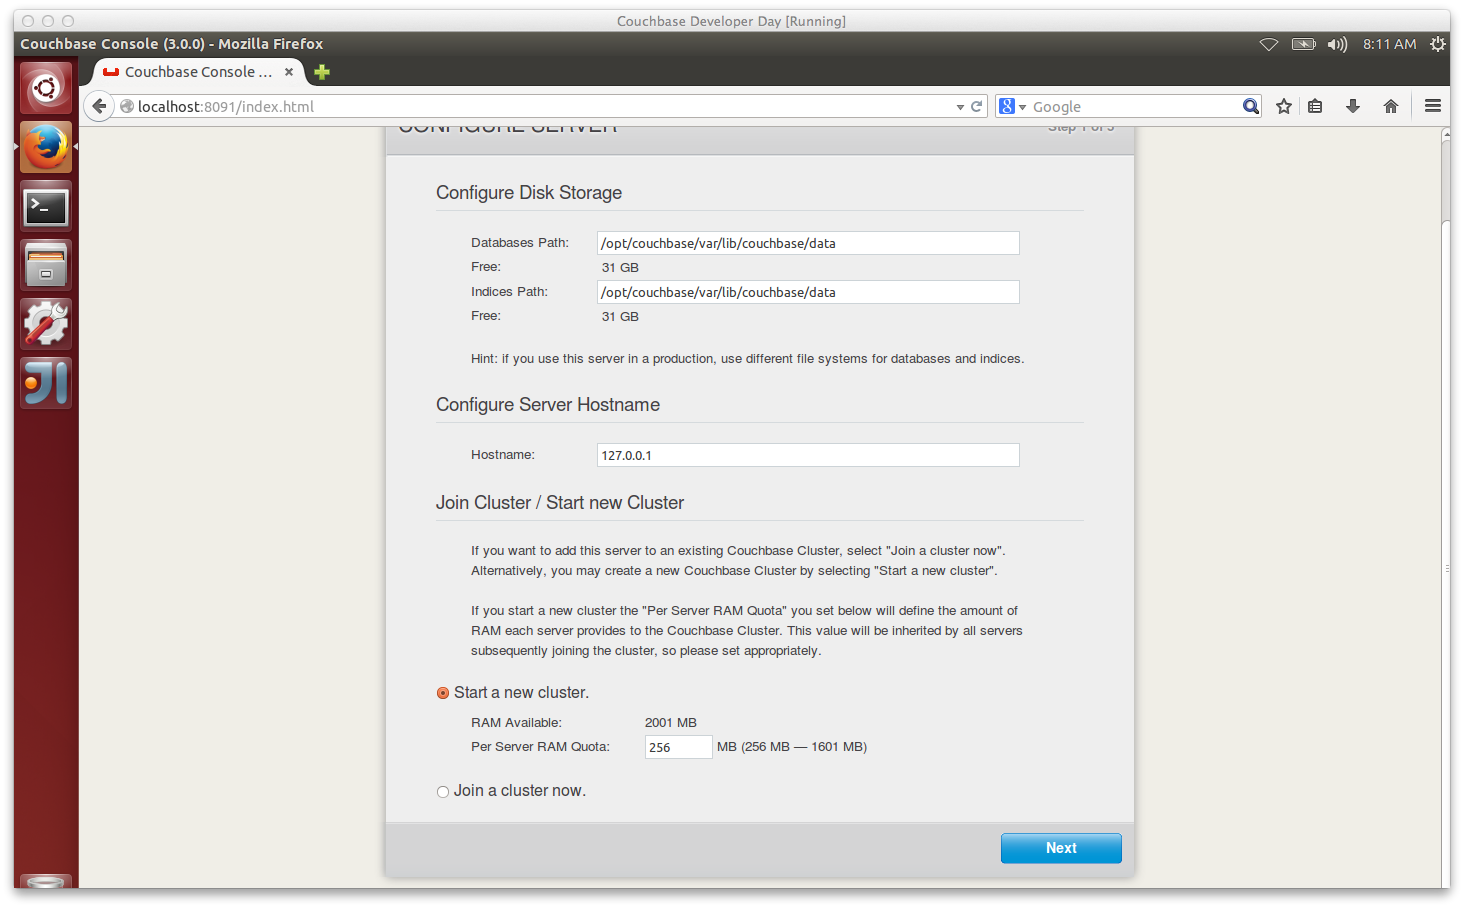 Couchbase Developer Day [Running]
Couchbase Console (3.0.0) - Mozilla Firefox
8:11 AM
Couchbase Console ...
localhost:8091/index.html
Google
CONFIGURE SERVER
Configure Disk Storage
Databases Path: /opt/couchbase/var/lib/couchbase/data
Free: 31 GB
Indices Path: /opt/couchbase/var/lib/couchbase/data
Free: 31 GB
Hint: if you use this server in a production, use different file systems for databases and indices.
Configure Server Hostname
Hostname: 127.0.0.1
Join Cluster / Start new Cluster
If you want to add this server to an existing Couchbase Cluster, select "Join a cluster now".
Alternatively, you may create a new Couchbase Cluster by selecting "Start a new cluster".
If you start a new cluster the "Per Server RAM Quota" you set below will define the amount of
RAM each server provides to the Couchbase Cluster. This value will be inherited by all servers
subsequently joining the cluster, so please set appropriately.
Start a new cluster.
RAM Available: 2001 MB
Per Server RAM Quota: 256 MB (256 MB — 1601 MB)
Join a cluster now.
Next